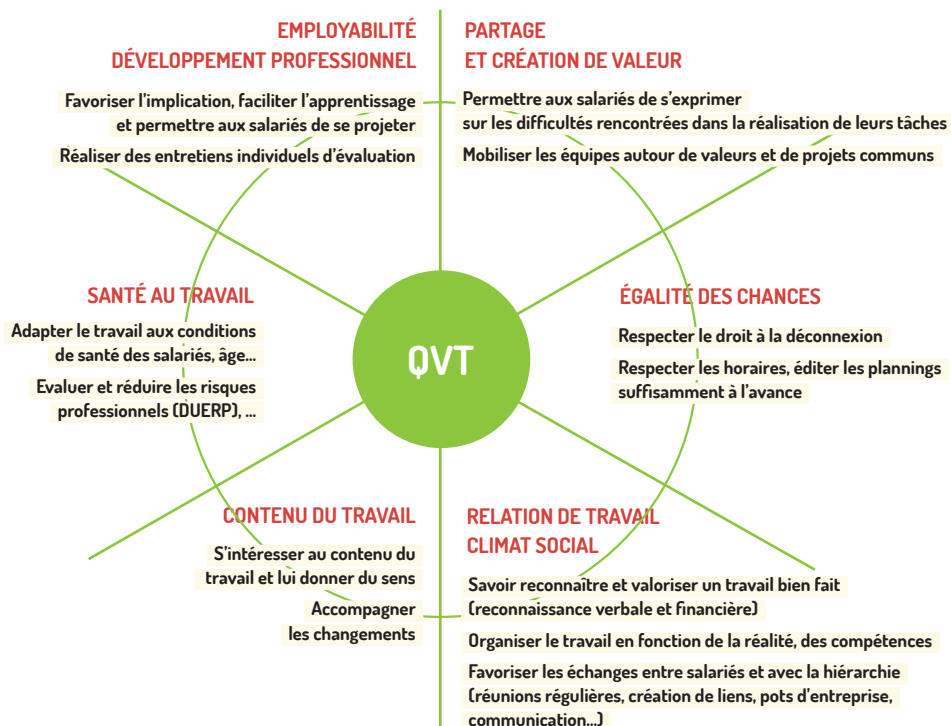 EMPLOYABILITÉ
DÉVELOPPEMENT PROFESSIONNEL
Favoriser l'implication, faciliter l'apprentissage
et permettre aux salariés de se projeter
Réaliser des entretiens individuels d'évaluation
PARTAGE
ET CRÉATION DE VALEUR
Permettre aux salariés de s'exprimer
sur les difficultés rencontrées dans la réalisation de leurs tâches
Mobiliser les équipes autour de valeurs et de projets communs
SANTÉ AU TRAVAIL
Adapter le travail aux conditions
de santé des salariés, âge...
Evaluer et réduire les risques
professionnels (DUERP), ...
QVT
ÉGALITÉ DES CHANCES
Respecter le droit à la déconnexion
Respecter les horaires, éditer les plannings
suffisamment à l'avance
CONTENU DU TRAVAIL
S'intéresser au contenu du
travail et lui donner du sens
Accompagner
les changements
RELATION DE TRAVAIL
CLIMAT SOCIAL
Savoir reconnaître et valoriser un travail bien fait
(reconnaissance verbale et financière)
Organiser le travail en fonction de la réalité, des compétences
Favoriser les échanges entre salariés et avec la hiérarchie
(réunions régulières, création de liens, pots d'entreprise,
communication...)